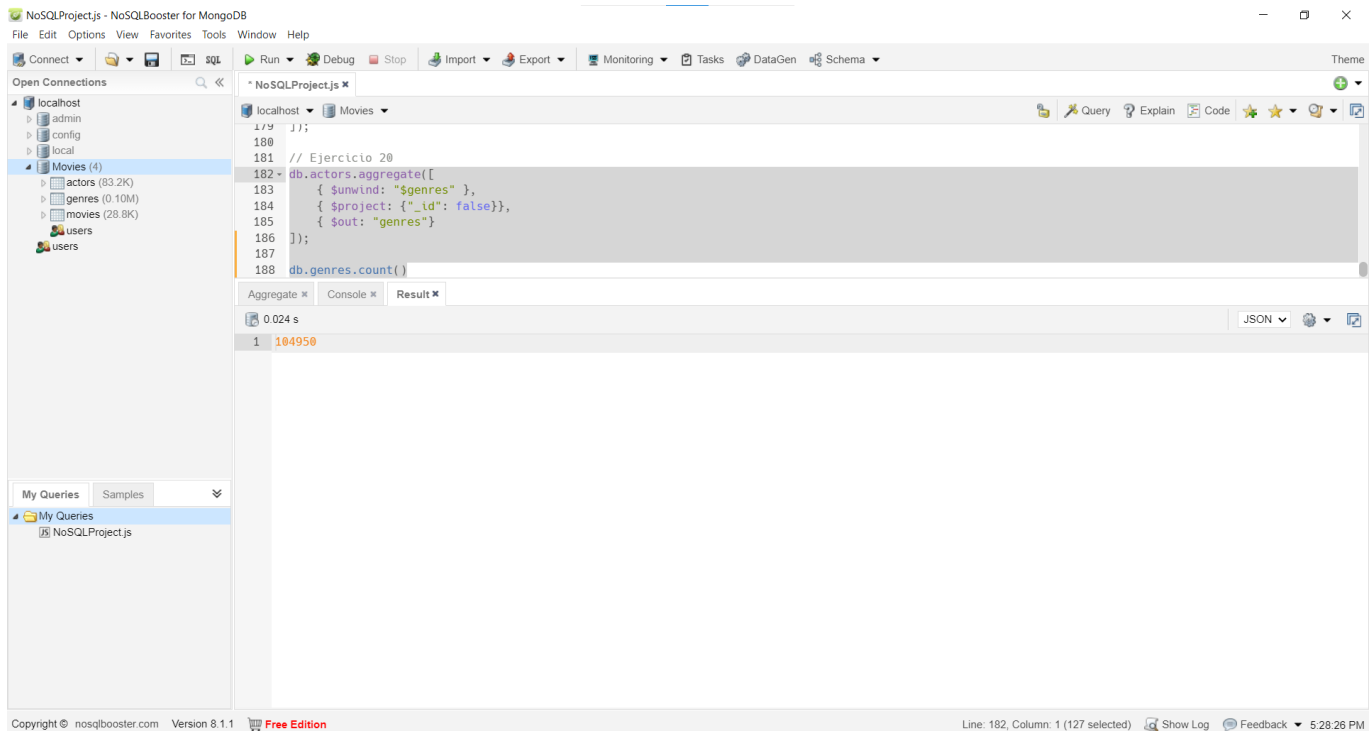 NoSQLProject.js - NoSQLBooster for MongoDB
File Edit Options View Favorites Tools Window Help
Connect SQL Run Debug Stop Import Export Monitoring Tasks DataGen Schema Theme
Open Connections
localhost
admin
config
local
Movies (4)
actors (83.2K)
genres (0.10M)
movies (28.8K)
users
users
* NoSQLProject.js
localhost Movies Query Explain Code
179 ]);
180
181 // Ejercicio 20
182 db.actors.aggregate([
183 { $unwind: "$genres" },
184 { $project: {"_id": false}},
185 { $out: "genres"}
186 ]);
187
188 db.genres.count()
Aggregate Console Result
0.024 s JSON
1 104950
My Queries Samples
My Queries
JS NoSQLProject.js
Copyright © nosqlbooster.com Version 8.1.1 Free Edition Line: 182, Column: 1 (127 selected) Show Log Feedback 5:28:26 PM